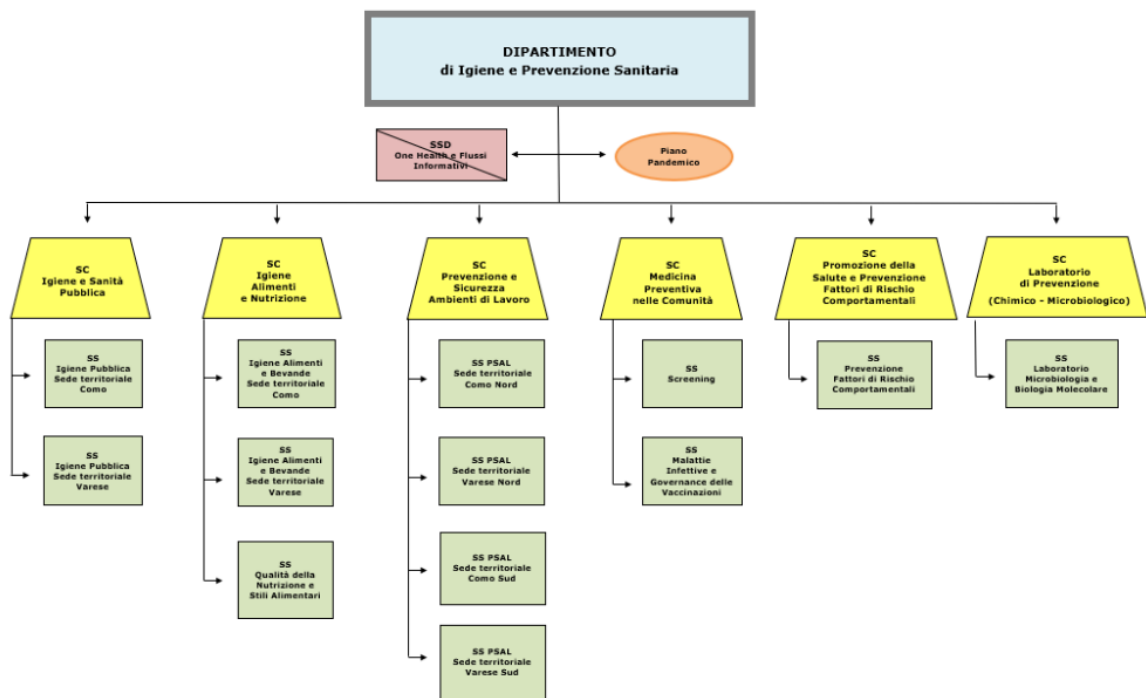 DIPARTIMENTO
di Igiene e Prevenzione Sanitaria
SSD
One Health e Flussi
Informativi
Piano
Pandemico
SC
Igiene e Sanità
Pubblica
SC
Igiene
Alimenti
e Nutrizione
SC
Prevenzione e
Sicurezza
Ambienti di Lavoro
SC
Medicina
Preventiva
nelle Comunità
SC
Promozione della
Salute e Prevenzione
Fattori di Rischio
Comportamentali
SC
Laboratorio
di Prevenzione
(Chimico - Microbiologico)
SS
Igiene Pubblica
Sede territoriale
Como
SS
Igiene Pubblica
Sede territoriale
Varese
SS
Igiene Alimenti
e Bevande
Sede territoriale
Como
SS
Igiene Alimenti
e Bevande
Sede territoriale
Varese
SS
Qualità della
Nutrizione e
Stili Alimentari
SS PSAL
Sede territoriale
Como Nord
SS PSAL
Sede territoriale
Varese Nord
SS PSAL
Sede territoriale
Como Sud
SS PSAL
Sede territoriale
Varese Sud
SS
Screening
SS
Malattie
Infettive e
Governance delle
Vaccinazioni
SS
Prevenzione
Fattori di Rischio
Comportamentali
SS
Laboratorio
Microbiologia e
Biologia Molecolare